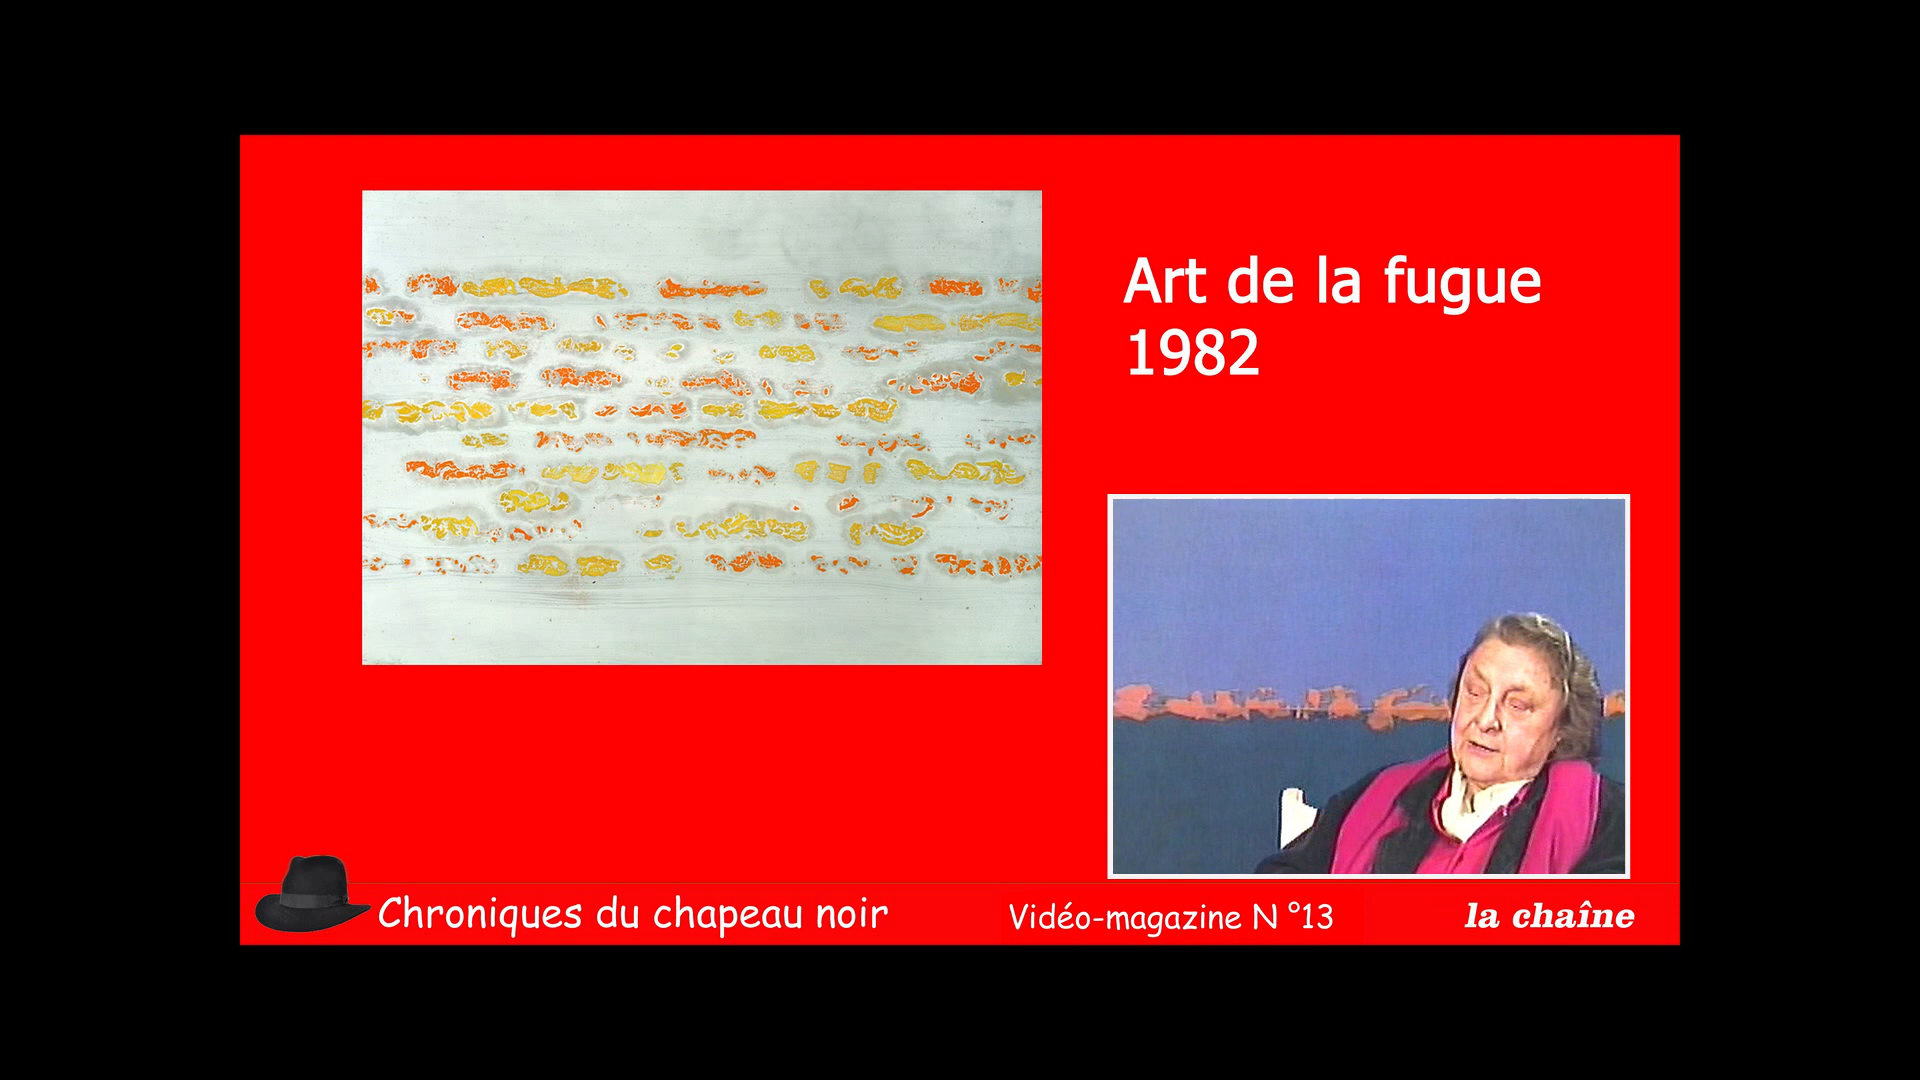 Art de la fugue
1982
Chroniques du chapeau noir
Vidéo-magazine N °13
la chaîne